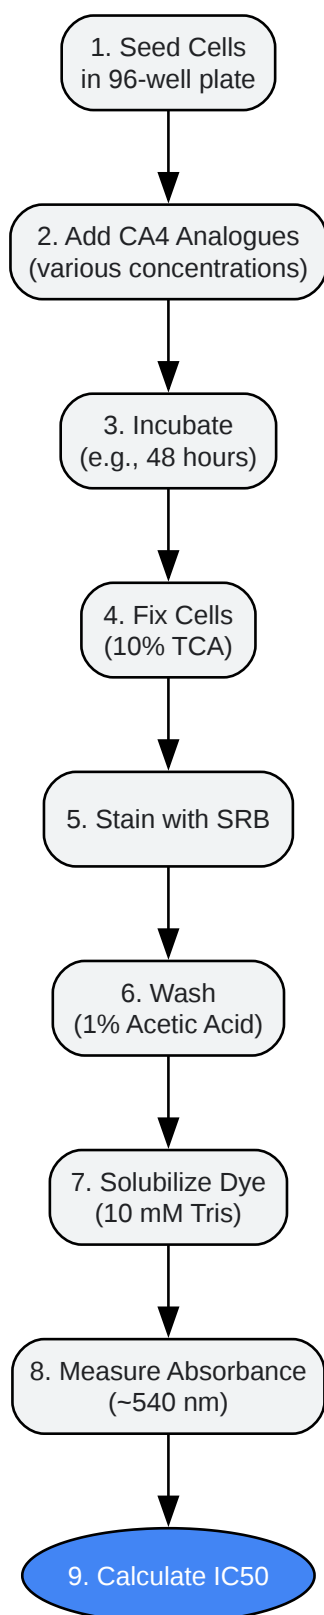 1. Seed Cells
in 96-well plate
2. Add CA4 Analogues
(various concentrations)
3. Incubate
(e.g., 48 hours)
4. Fix Cells
(10% TCA)
5. Stain with SRB
6. Wash
(1% Acetic Acid)
7. Solubilize Dye
(10 mM Tris)
8. Measure Absorbance
(~540 nm)
9. Calculate IC50